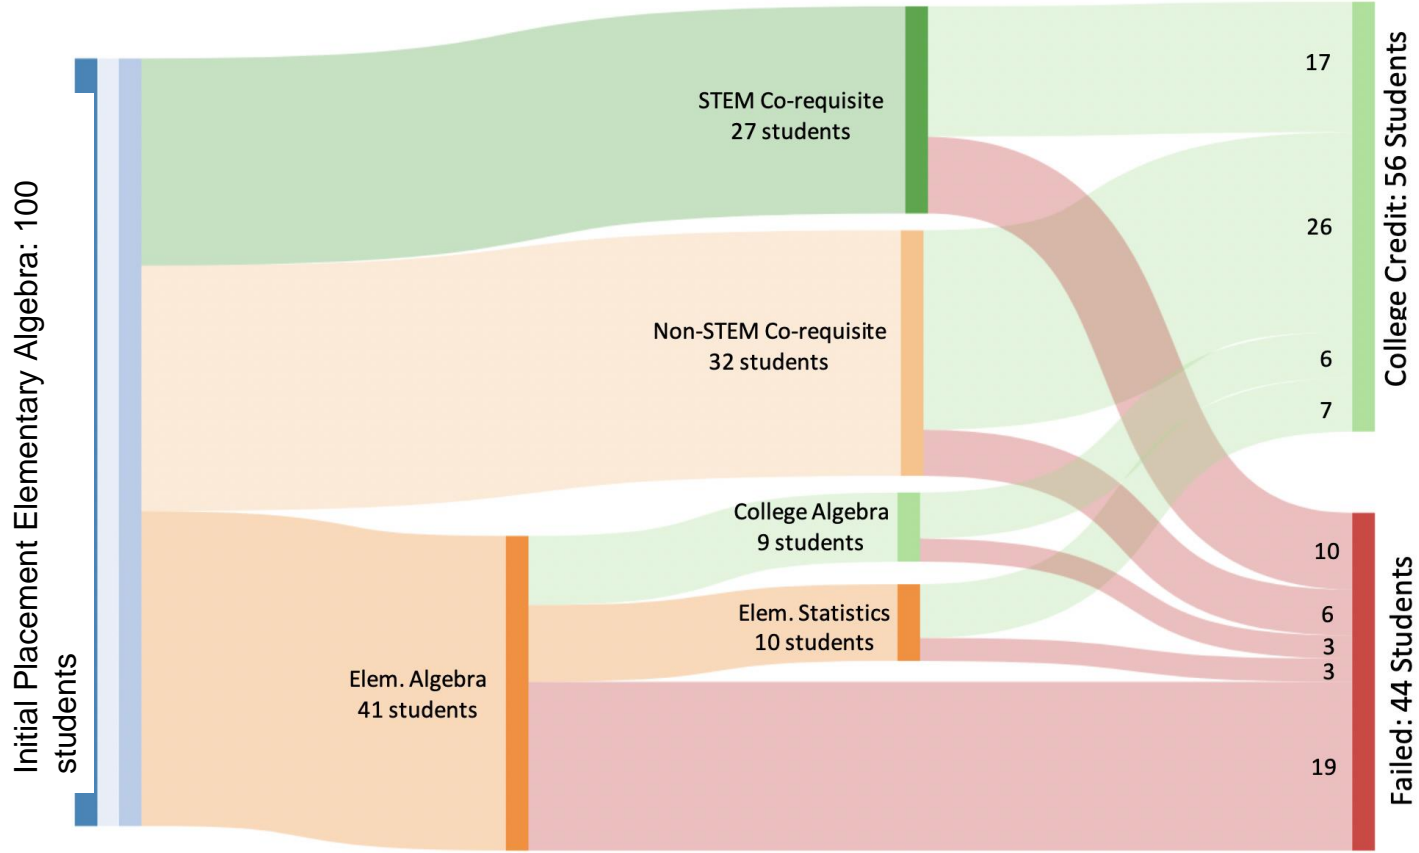 Initial Placement Elementary Algebra: 100
students
STEM Co-requisite
27 students
Non-STEM Co-requisite
32 students
College Algebra
9 students
Elem. Statistics
10 students
Elem. Algebra
41 students
17
26
6
7
College Credit: 56 Students
10
6
3
3
19
Failed: 44 Students